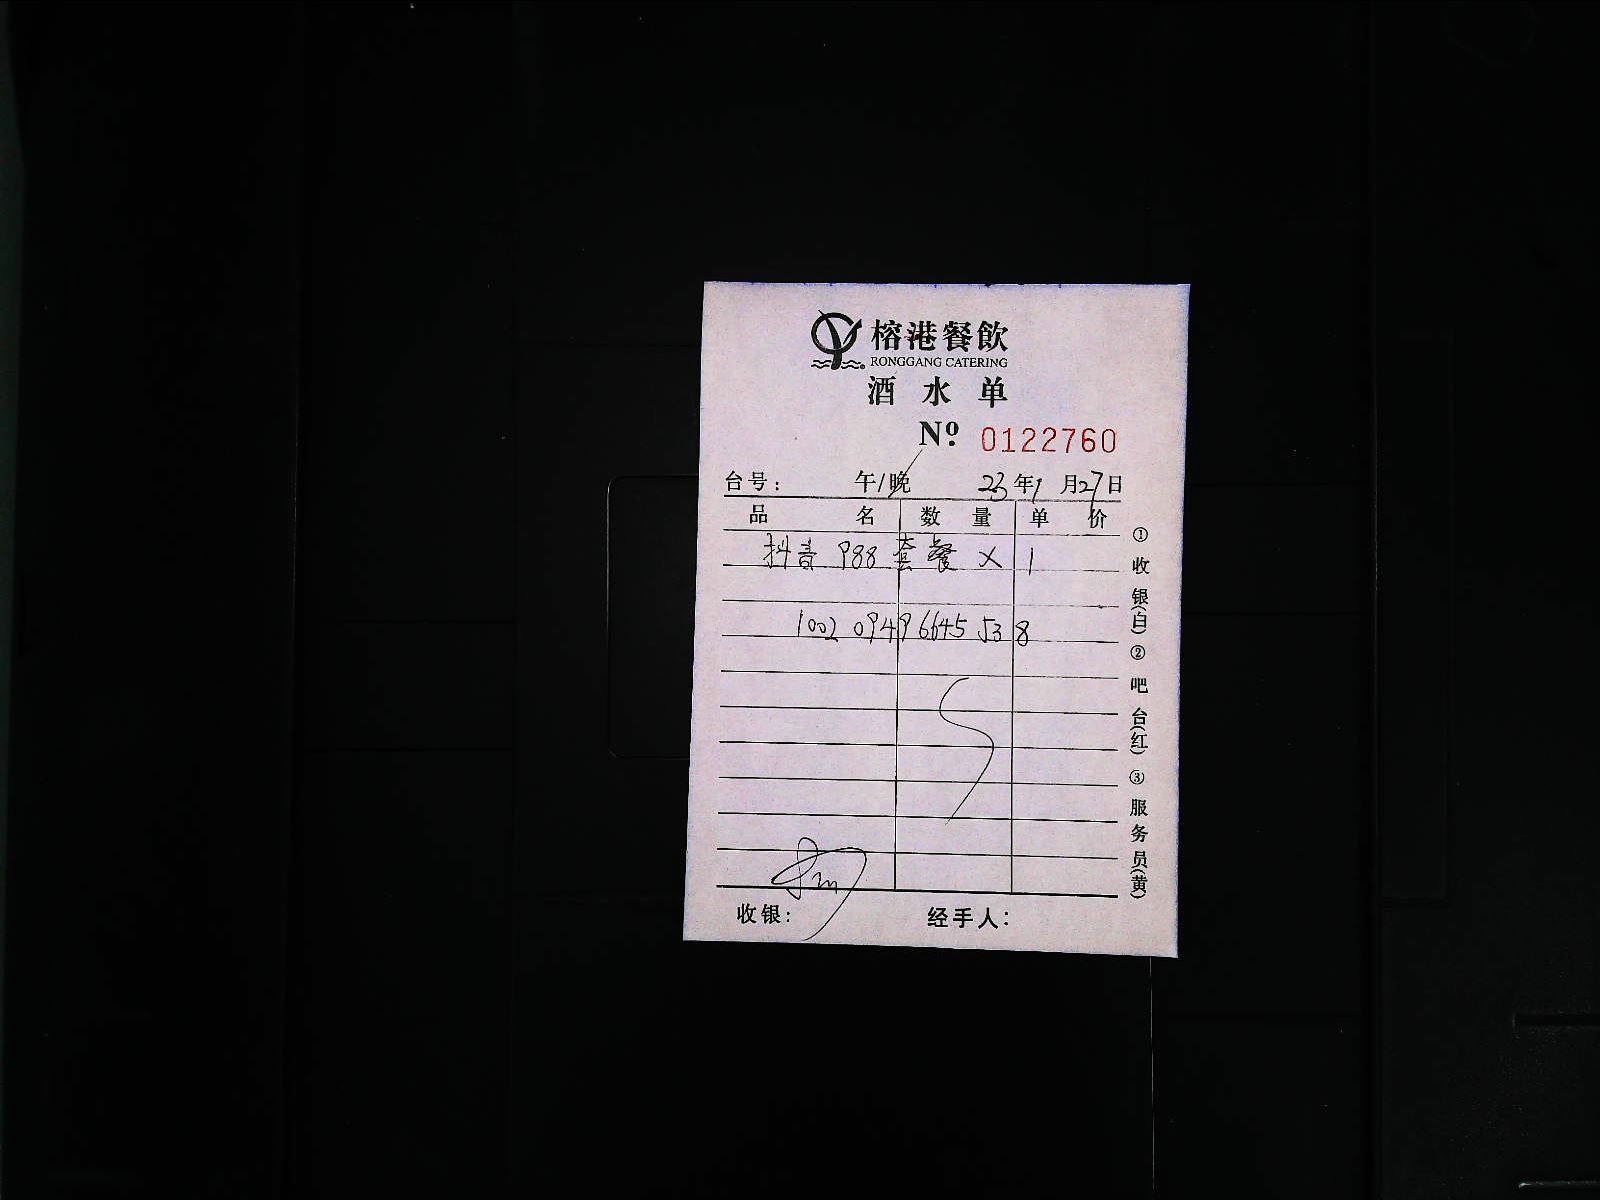 榕港餐飲
RONGGANG CATERING
酒水单
Nº 0122760
台号： 午/晚 23年1月27日
品名 数量 单价
抖音 988 套餐 × 1
1002 0949 6645 538
收银： 经手人：
①收银(白)②吧台(红)③服务员(黄)